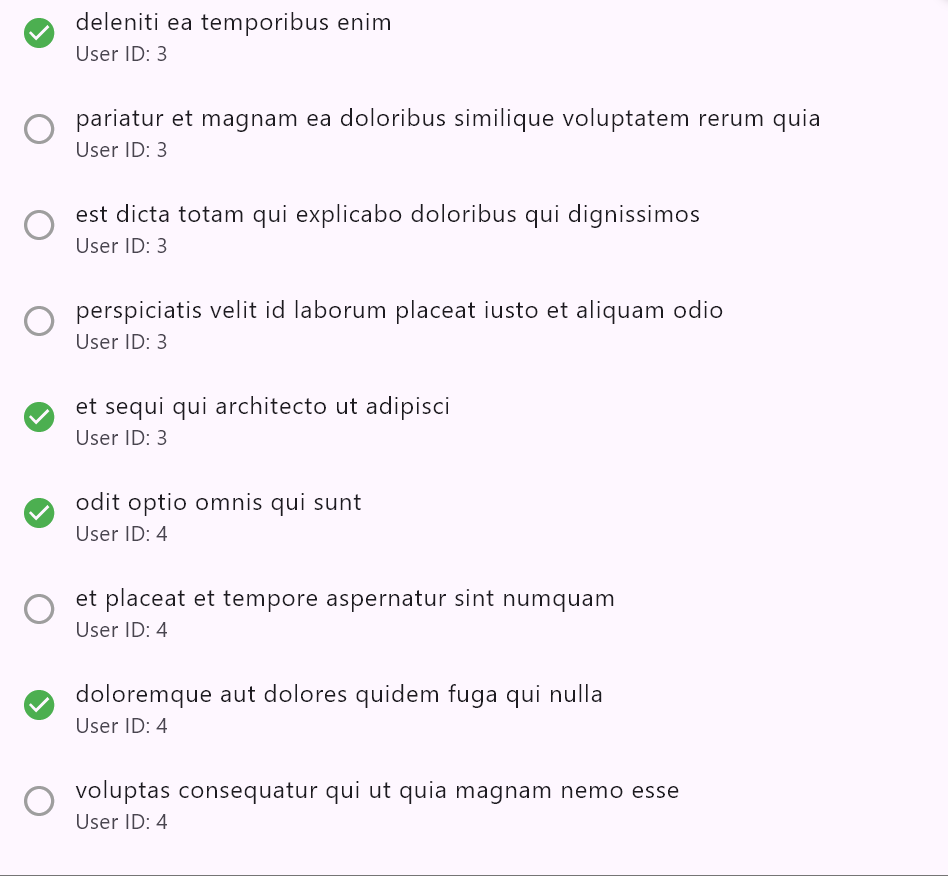 deleniti ea temporibus enim
User ID: 3
pariatur et magnam ea doloribus similique voluptatem rerum quia
User ID: 3
est dicta totam qui explicabo doloribus qui dignissimos
User ID: 3
perspiciatis velit id laborum placeat iusto et aliquam odio
User ID: 3
et sequi qui architecto ut adipisci
User ID: 3
odit optio omnis qui sunt
User ID: 4
et placeat et tempore aspernatur sint numquam
User ID: 4
doloremque aut dolores quidem fuga qui nulla
User ID: 4
voluptas consequatur qui ut quia magnam nemo esse
User ID: 4